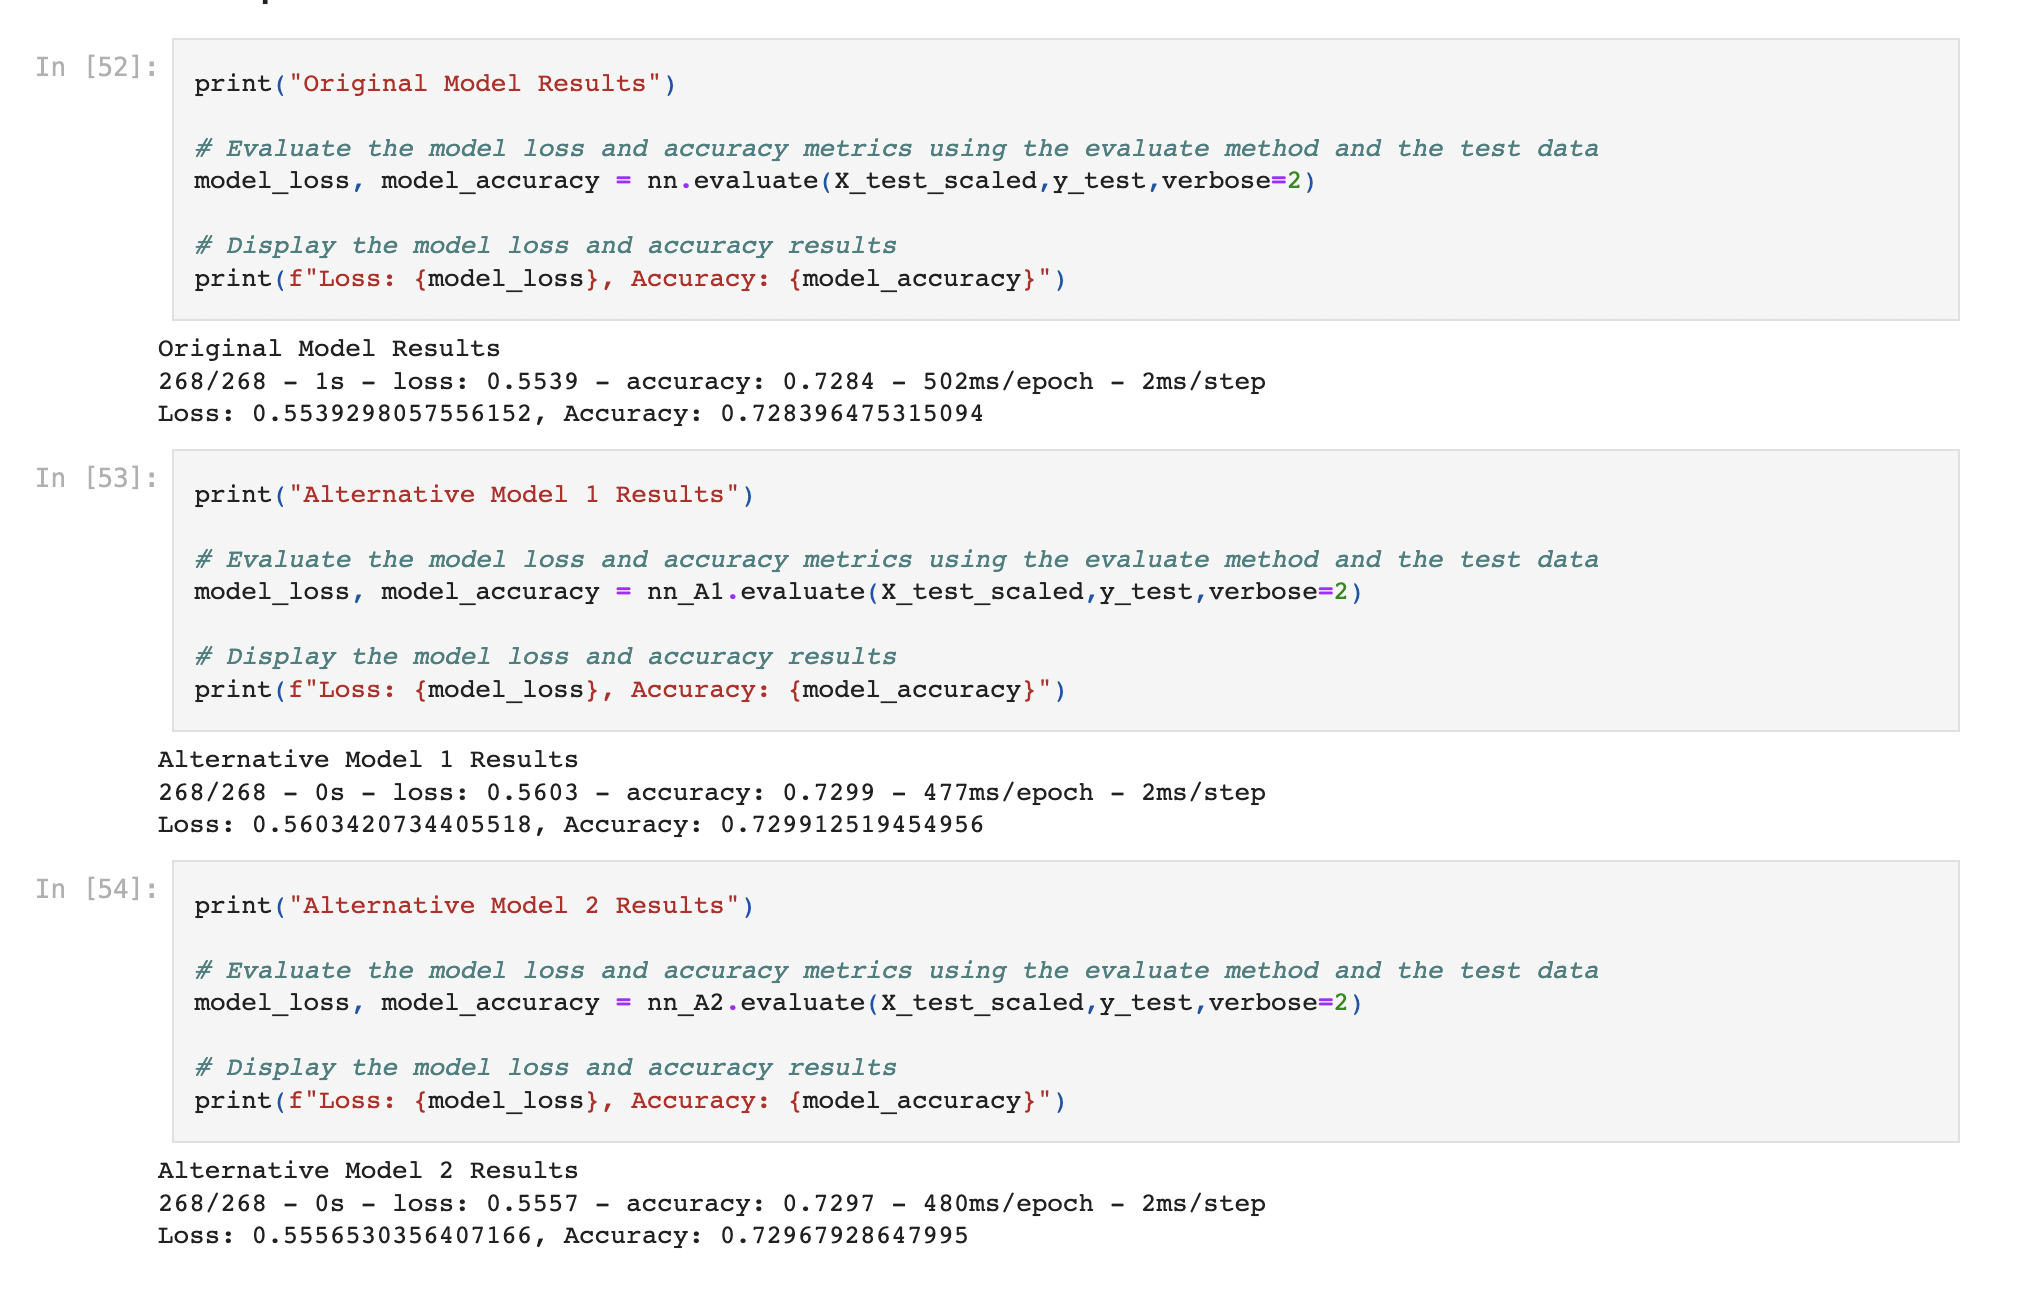 In [52]:
print("Original Model Results")
# Evaluate the model loss and accuracy metrics using the evaluate method and the test data
model_loss, model_accuracy = nn.evaluate(X_test_scaled,y_test,verbose=2)
# Display the model loss and accuracy results
print(f"Loss: {model_loss}, Accuracy: {model_accuracy}")
Original Model Results
268/268 - 1s - loss: 0.5539 - accuracy: 0.7284 - 502ms/epoch - 2ms/step
Loss: 0.5539298057556152, Accuracy: 0.728396475315094
In [53]:
print("Alternative Model 1 Results")
# Evaluate the model loss and accuracy metrics using the evaluate method and the test data
model_loss, model_accuracy = nn_A1.evaluate(X_test_scaled,y_test,verbose=2)
# Display the model loss and accuracy results
print(f"Loss: {model_loss}, Accuracy: {model_accuracy}")
Alternative Model 1 Results
268/268 - 0s - loss: 0.5603 - accuracy: 0.7299 - 477ms/epoch - 2ms/step
Loss: 0.5603420734405518, Accuracy: 0.729912519454956
In [54]:
print("Alternative Model 2 Results")
# Evaluate the model loss and accuracy metrics using the evaluate method and the test data
model_loss, model_accuracy = nn_A2.evaluate(X_test_scaled,y_test,verbose=2)
# Display the model loss and accuracy results
print(f"Loss: {model_loss}, Accuracy: {model_accuracy}")
Alternative Model 2 Results
268/268 - 0s - loss: 0.5557 - accuracy: 0.7297 - 480ms/epoch - 2ms/step
Loss: 0.5556530356407166, Accuracy: 0.72967928647995